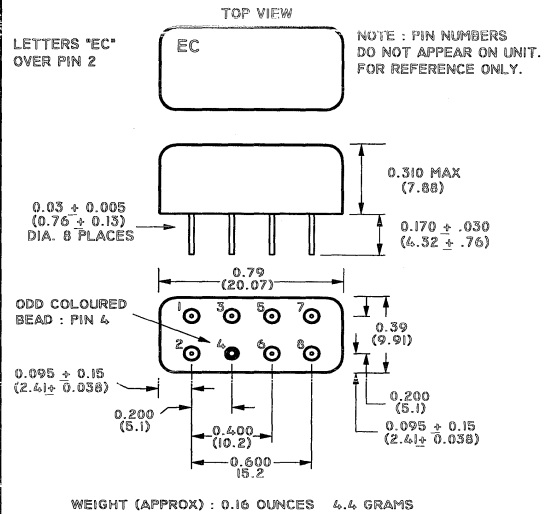 TOP VIEW
LETTERS "EC"
OVER PIN 2
EC
NOTE : PIN NUMBERS
DO NOT APPEAR ON UNIT.
FOR REFERENCE ONLY.
0.310 MAX
(7.88)
0.03 ± 0.005
(0.76 ± 0.13)
DIA. 8 PLACES
0.170 ± .030
(4.32 ± .76)
0.79
(20.07)
ODD COLOURED
BEAD : PIN 4
1 3 5 7
2 4 6 8
0.39
(9.91)
0.095 ± 0.15
(2.41± 0.038)
0.200
(5.1)
0.200
(5.1)
0.400
(10.2)
0.095 ± 0.15
(2.41± 0.038)
0.600
15.2
WEIGHT (APPROX) : 0.16 OUNCES 4.4 GRAMS